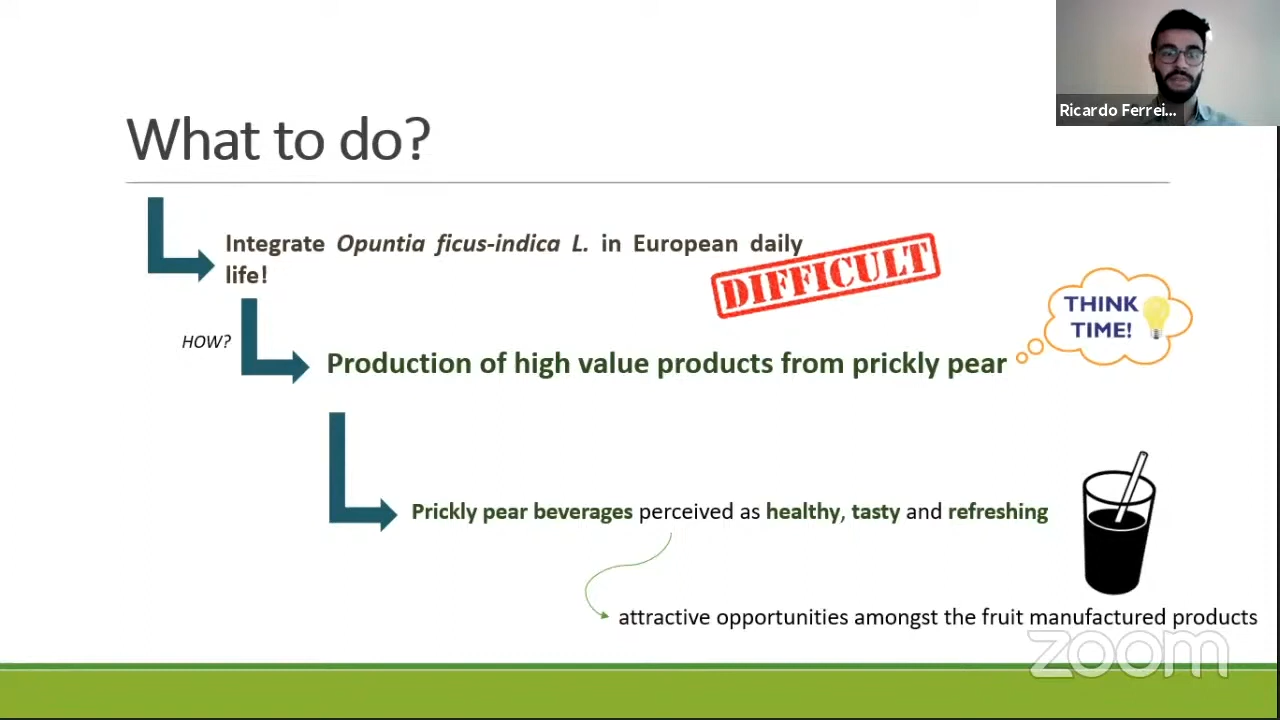 Ricardo Ferrei...
What to do?
Integrate Opuntia ficus-indica L. in European daily
life!
DIFFICULT
THINK
TIME!
HOW?
Production of high value products from prickly pear
Prickly pear beverages perceived as healthy, tasty and refreshing
attractive opportunities amongst the fruit manufactured products
zoom